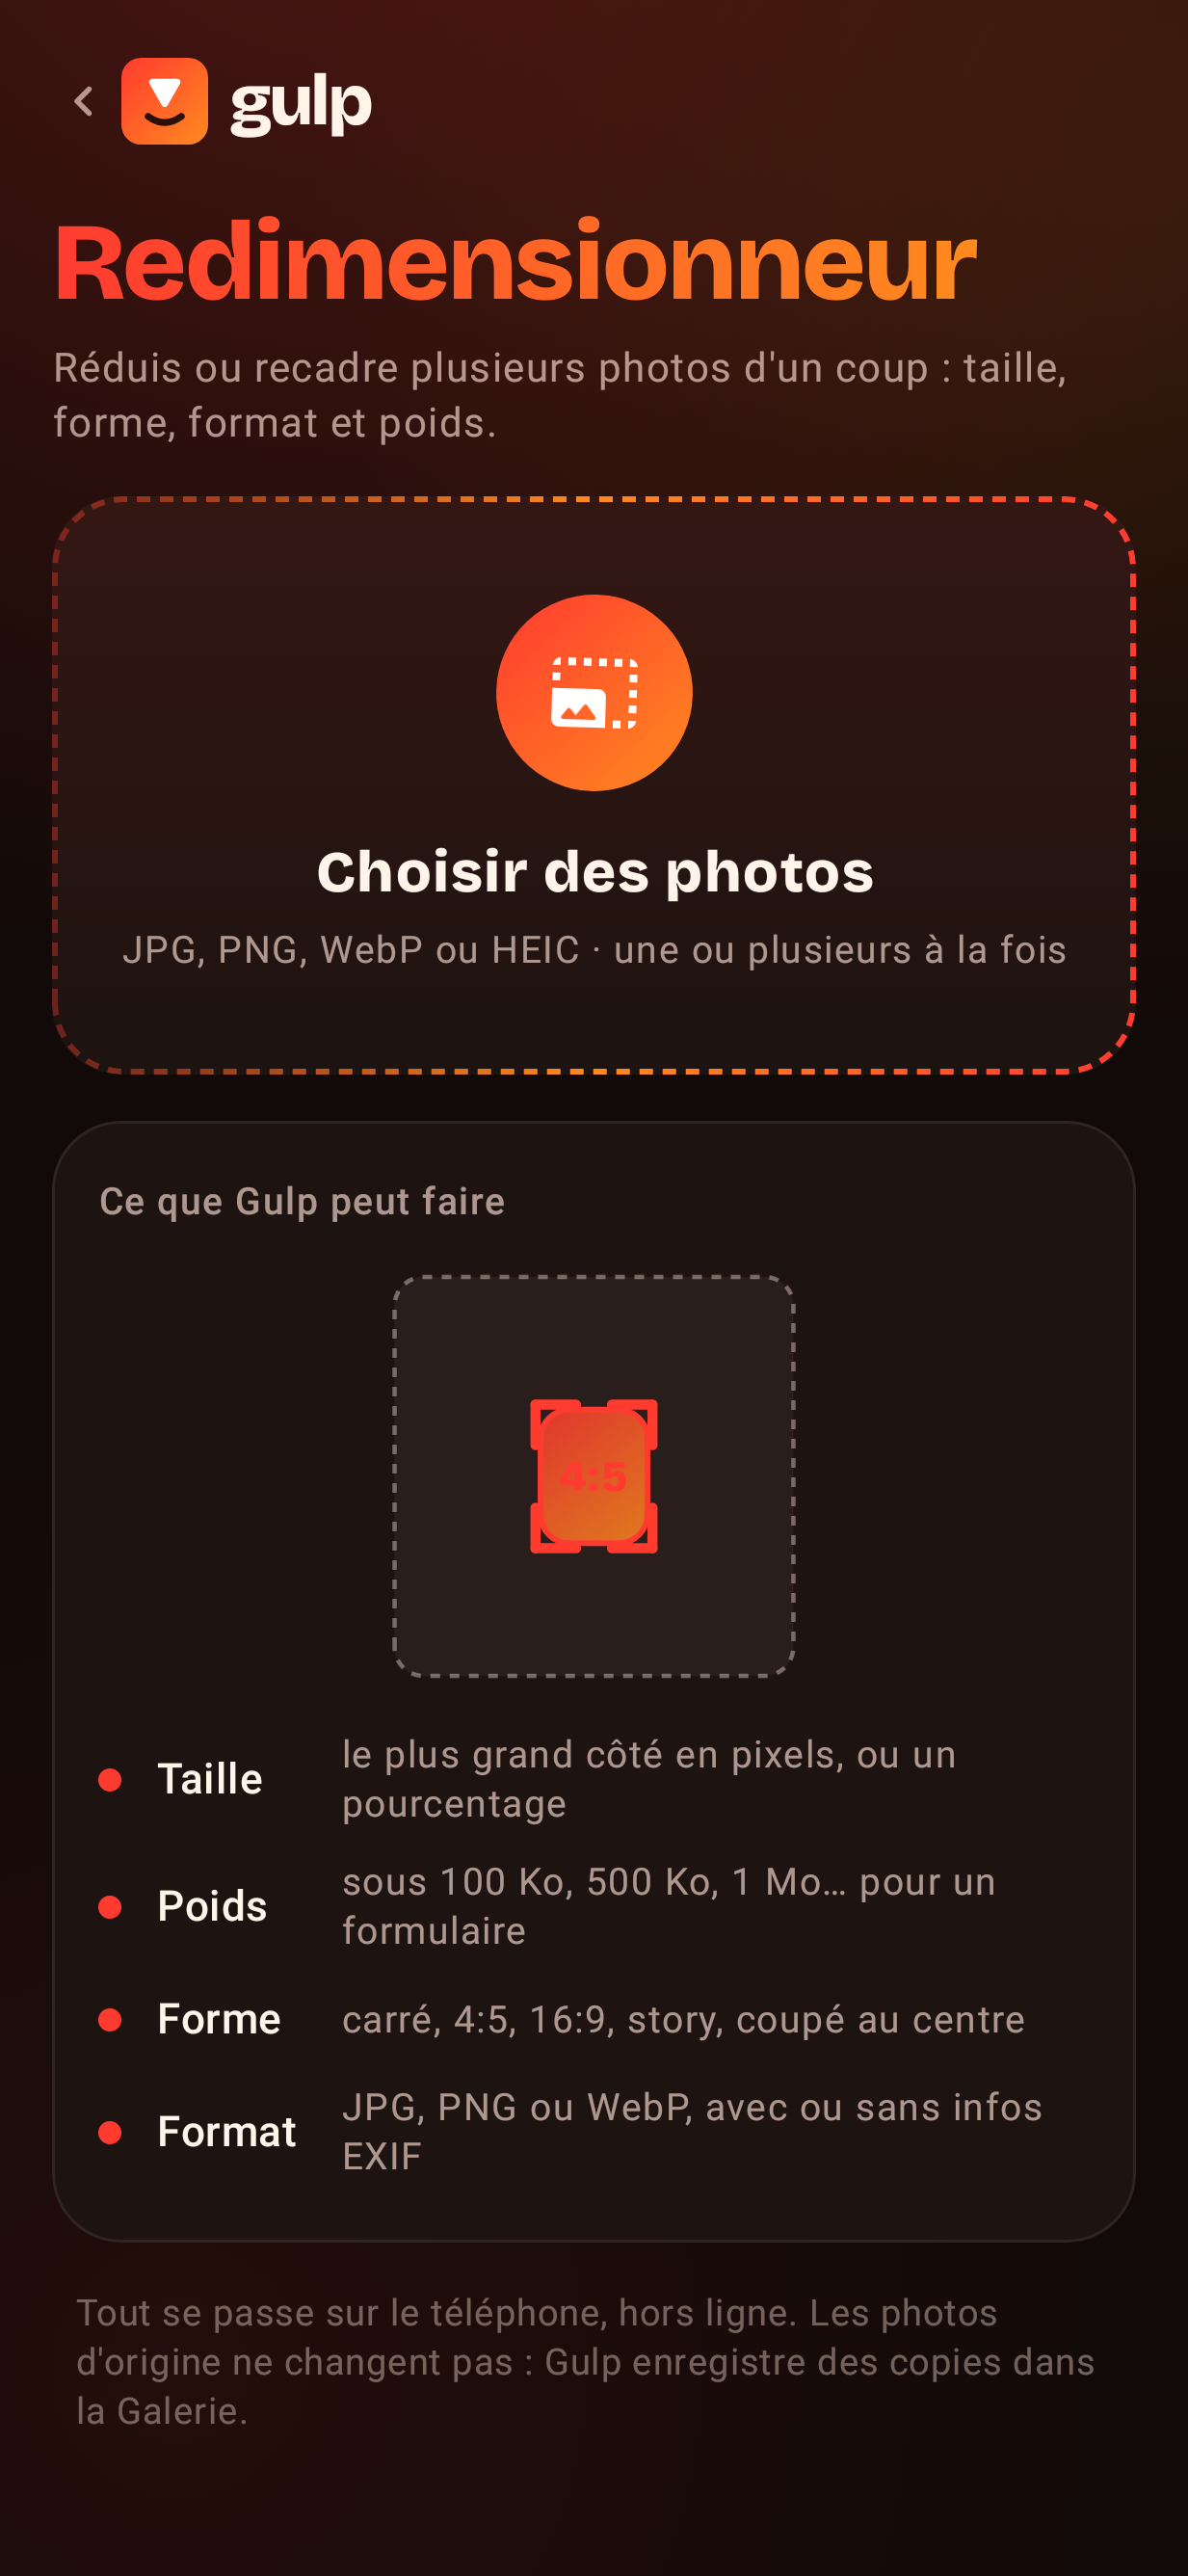 gulp
Redimensionneur
Réduis ou recadre plusieurs photos d'un coup : taille,
forme, format et poids.
Choisir des photos
JPG, PNG, WebP ou HEIC · une ou plusieurs à la fois
Ce que Gulp peut faire
4:5
Taille
le plus grand côté en pixels, ou un
pourcentage
Poids
sous 100 Ko, 500 Ko, 1 Mo… pour un
formulaire
Forme
carré, 4:5, 16:9, story, coupé au centre
Format
JPG, PNG ou WebP, avec ou sans infos
EXIF
Tout se passe sur le téléphone, hors ligne. Les photos
d'origine ne changent pas : Gulp enregistre des copies dans
la Galerie.